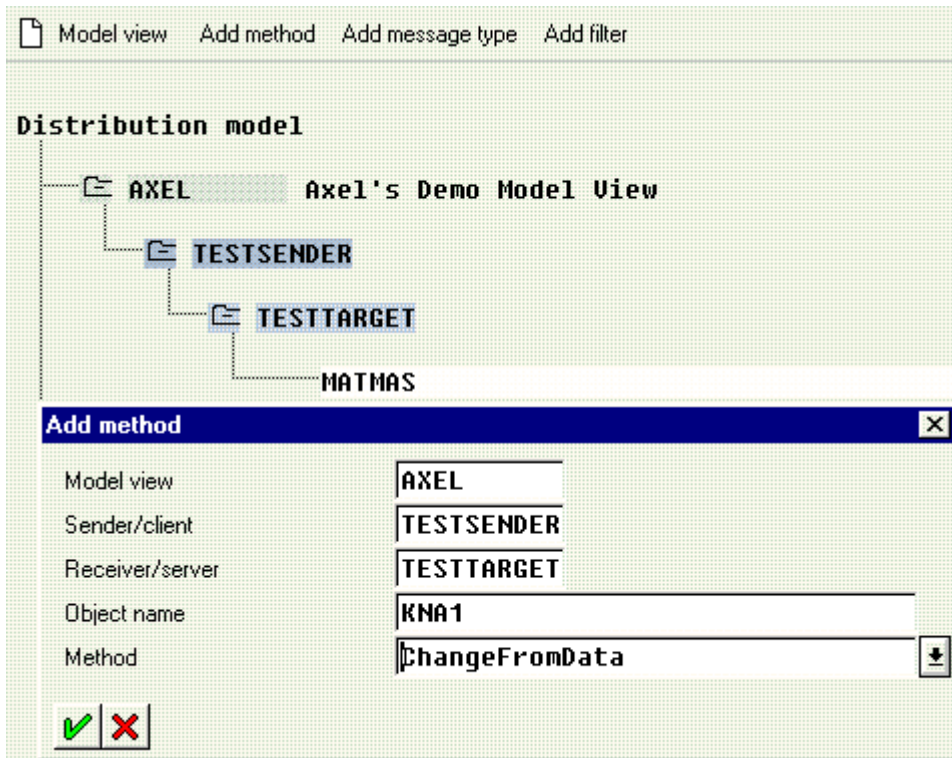 Model view Add method Add message type Add filter
Distribution model
AXEL Axel's Demo Model View
TESTSENDER
TESTTARGET
MATMAS
Add method
Model view AXEL
Sender/client TESTSENDER
Receiver/server TESTTARGET
Object name KNA1
Method ChangeFromData